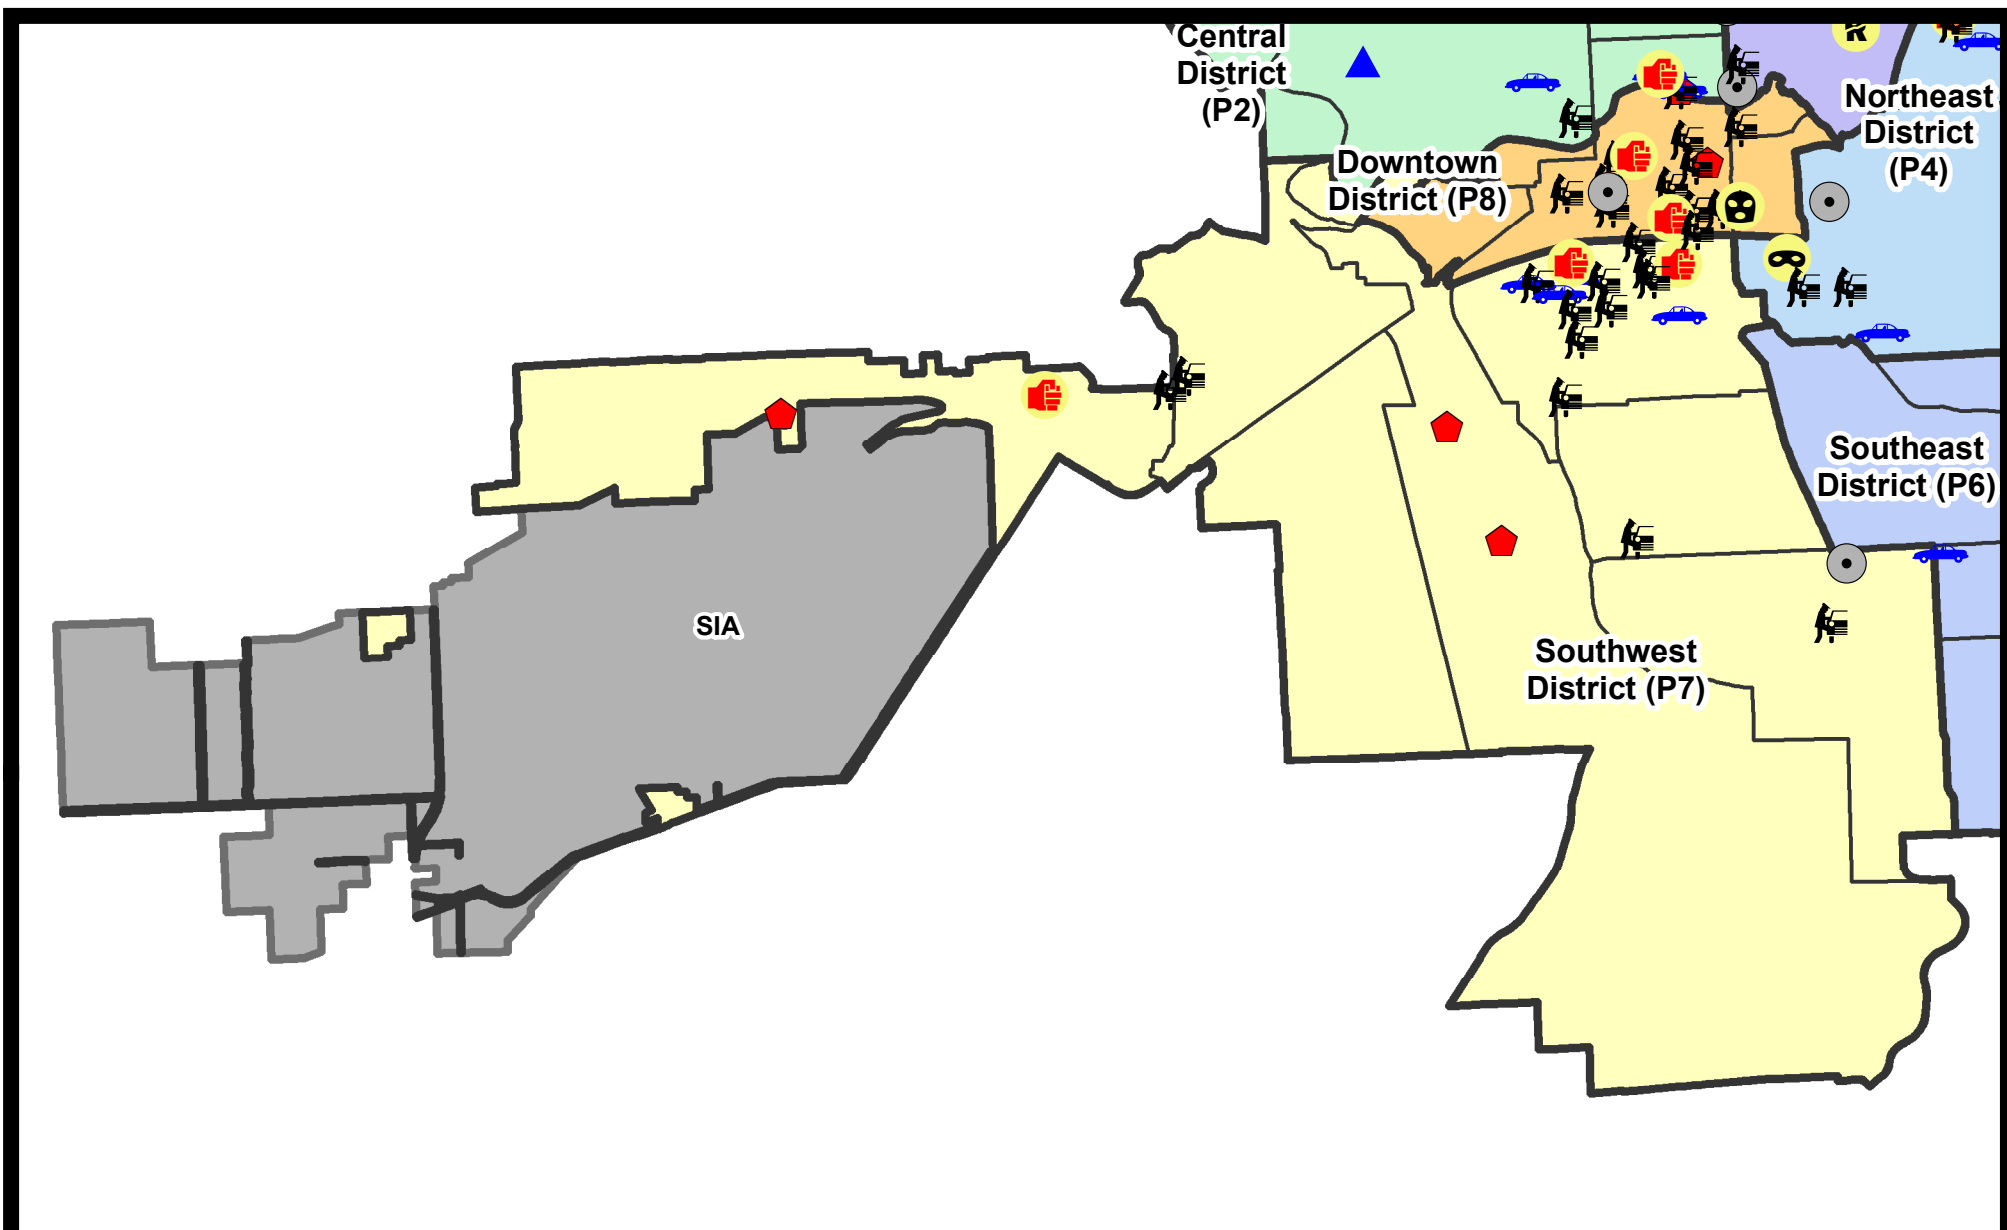 Central
District
(P2)
Northeast
District
(P4)
Downtown
District (P8)
Southeast
District (P6)
SIA
Southwest
District (P7)